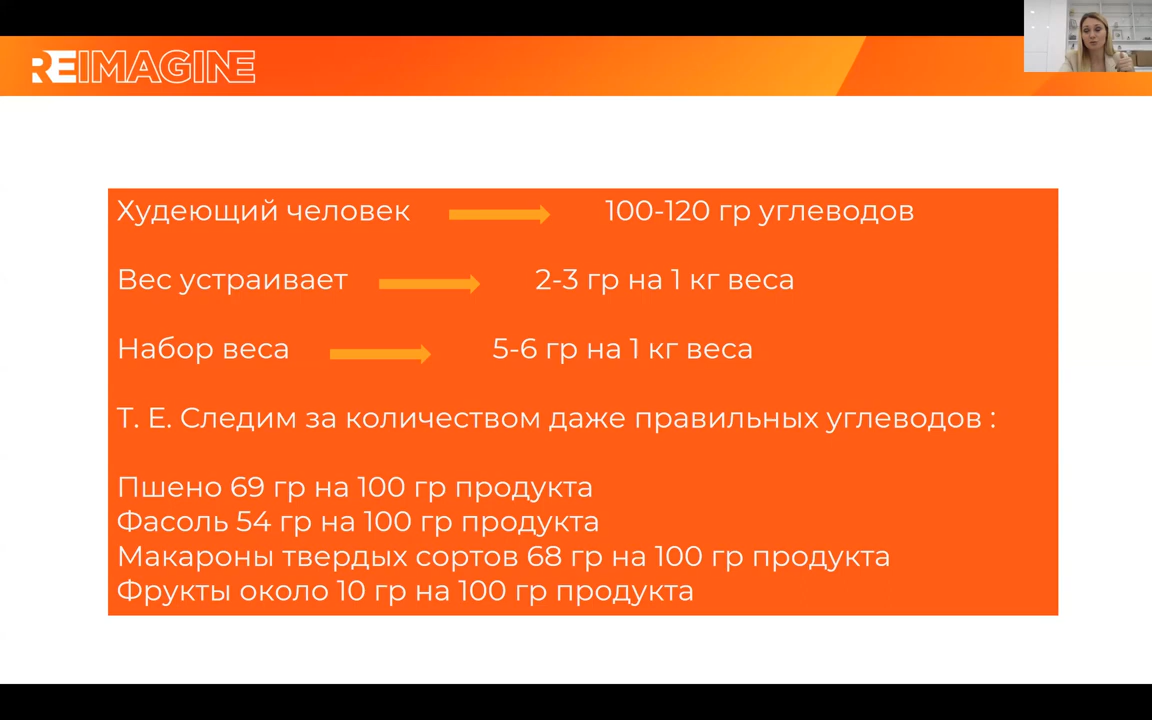 REIMAGINE
Худеющий человек 100-120 гр углеводов
Вес устраивает 2-3 гр на 1 кг веса
Набор веса 5-6 гр на 1 кг веса
Т. Е. Следим за количеством даже правильных углеводов :
Пшено 69 гр на 100 гр продукта
Фасоль 54 гр на 100 гр продукта
Макароны твердых сортов 68 гр на 100 гр продукта
Фрукты около 10 гр на 100 гр продукта